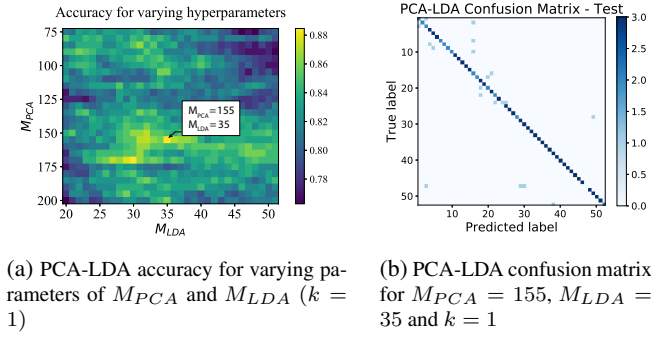 Accuracy for varying hyperparameters
75
100
125
150
175
200
M_PCA
20
25
30
35
40
45
50
M_LDA
M_PCA=155
M_LDA=35
0.88
0.86
0.84
0.82
0.80
0.78
(a) PCA-LDA accuracy for varying pa-
rameters of M_PCA and M_LDA (k =
1)
PCA-LDA Confusion Matrix - Test
10
20
30
40
50
True label
10
20
30
40
50
Predicted label
3.0
2.5
2.0
1.5
1.0
0.5
0.0
(b) PCA-LDA confusion matrix
for M_PCA = 155, M_LDA =
35 and k = 1